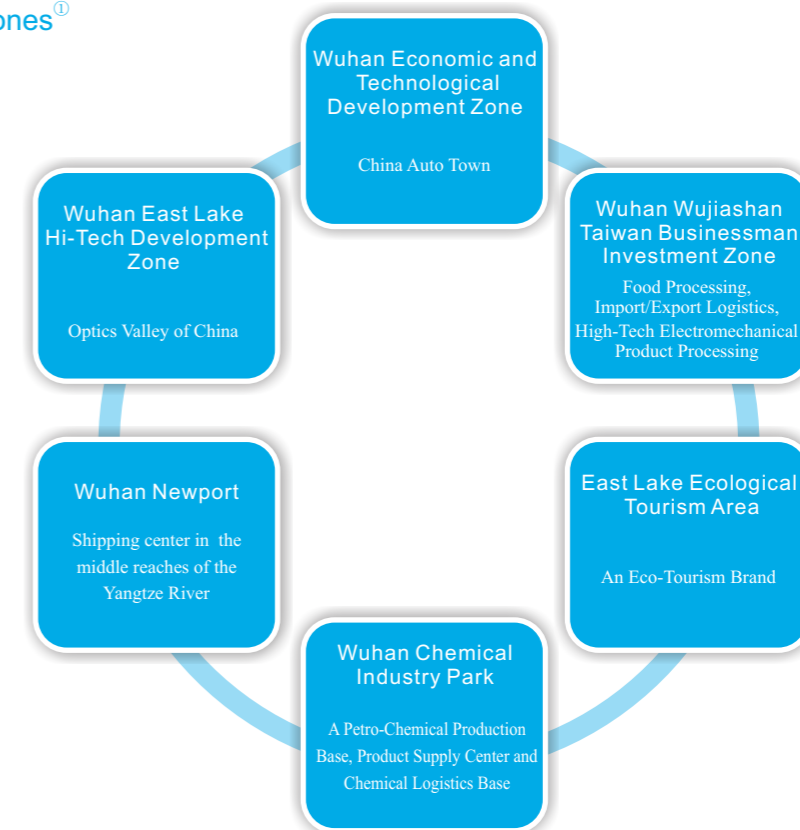 ones①
Wuhan Economic and
Technological
Development Zone
China Auto Town
Wuhan East Lake
Hi-Tech Development
Zone
Optics Valley of China
Wuhan Wujiashan
Taiwan Businessman
Investment Zone
Food Processing,
Import/Export Logistics,
High-Tech Electromechanical
Product Processing
Wuhan Newport
Shipping center in the
middle reaches of the
Yangtze River
East Lake Ecological
Tourism Area
An Eco-Tourism Brand
Wuhan Chemical
Industry Park
A Petro-Chemical Production
Base, Product Supply Center and
Chemical Logistics Base